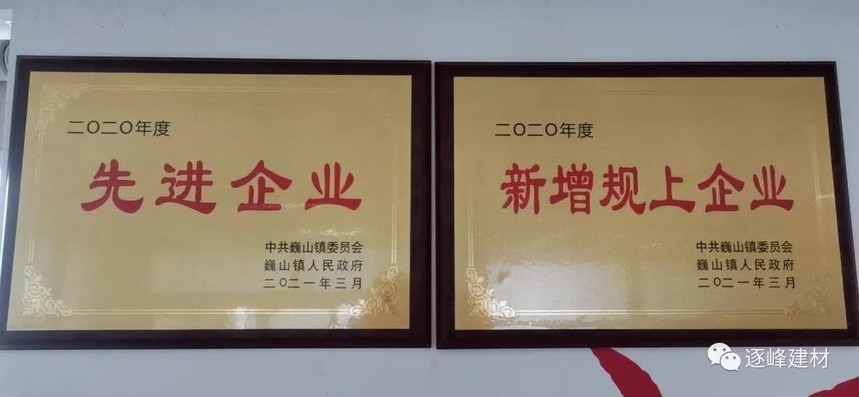 二〇二〇年度
先进企业
中共巍山镇委员会
巍山镇人民政府
二〇二一年三月
二〇二〇年度
新增规上企业
中共巍山镇委员会
巍山镇人民政府
二〇二一年三月
逐峰建材